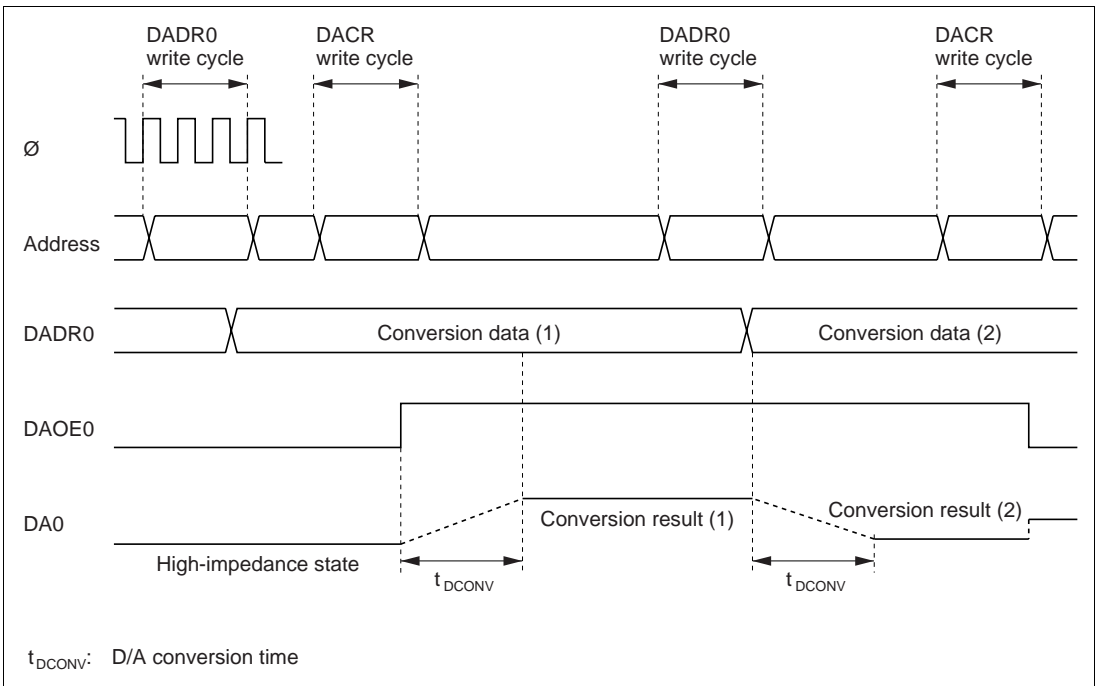 DADR0
write cycle
DACR
write cycle
DADR0
write cycle
DACR
write cycle
Ø
Address
DADR0
Conversion data (1)
Conversion data (2)
DAOE0
DA0
Conversion result (1)
Conversion result (2)
High-impedance state
t DCONV
t DCONV
tDCONV: D/A conversion time